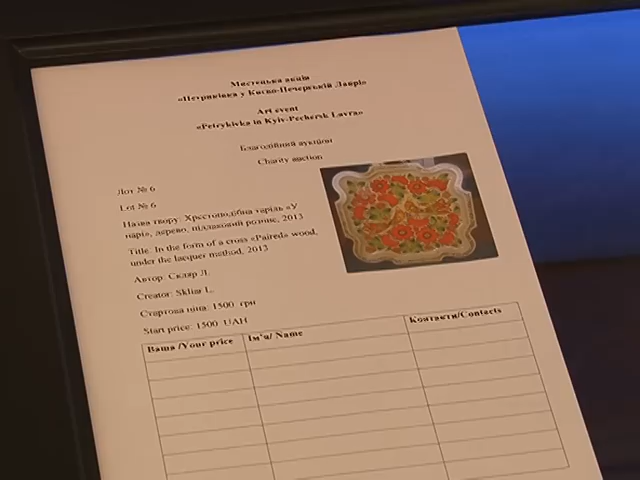 Мистецька акція
«Петриківка у Києво-Печерській Лаврі»
Art event
«Petrykivka in Kyiv-Pechersk Lavra»
Благодійний аукціон
Charity auction
Лот № 6
Lot № 6
Назва твору: Хрестоподібна таріль «У
парі», дерево, підлаковий розпис, 2013
Title: In the form of a cross «Paired» wood,
under the lacquer method, 2013
Автор: Скляр Л.
Creator: Skliar L.
Стартова ціна: 1500 грн
Start price: 1500 UAH
Ваша /Your price Ім'я/ Name Контакти/Contacts